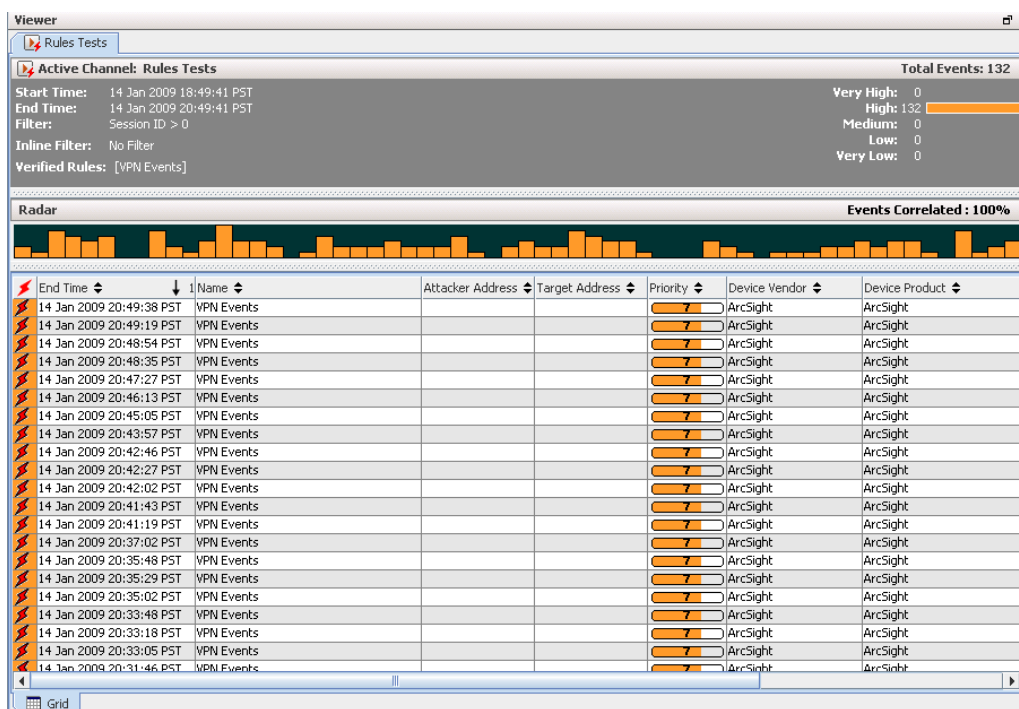 Viewer
Rules Tests
Active Channel: Rules Tests Total Events: 132
Start Time: 14 Jan 2009 18:49:41 PST Very High: 0
End Time: 14 Jan 2009 20:49:41 PST High: 132
Filter: Session ID > 0 Medium: 0
Inline Filter: No Filter Low: 0
Verified Rules: [VPN Events] Very Low: 0
Radar Events Correlated : 100%
End Time 1 Name Attacker Address Target Address Priority Device Vendor Device Product
14 Jan 2009 20:49:38 PST VPN Events 7 ArcSight ArcSight
14 Jan 2009 20:49:19 PST VPN Events 7 ArcSight ArcSight
14 Jan 2009 20:48:54 PST VPN Events 7 ArcSight ArcSight
14 Jan 2009 20:48:35 PST VPN Events 7 ArcSight ArcSight
14 Jan 2009 20:47:27 PST VPN Events 7 ArcSight ArcSight
14 Jan 2009 20:46:13 PST VPN Events 7 ArcSight ArcSight
14 Jan 2009 20:45:05 PST VPN Events 7 ArcSight ArcSight
14 Jan 2009 20:43:57 PST VPN Events 7 ArcSight ArcSight
14 Jan 2009 20:42:46 PST VPN Events 7 ArcSight ArcSight
14 Jan 2009 20:42:27 PST VPN Events 7 ArcSight ArcSight
14 Jan 2009 20:42:02 PST VPN Events 7 ArcSight ArcSight
14 Jan 2009 20:41:43 PST VPN Events 7 ArcSight ArcSight
14 Jan 2009 20:41:19 PST VPN Events 7 ArcSight ArcSight
14 Jan 2009 20:37:02 PST VPN Events 7 ArcSight ArcSight
14 Jan 2009 20:35:48 PST VPN Events 7 ArcSight ArcSight
14 Jan 2009 20:35:29 PST VPN Events 7 ArcSight ArcSight
14 Jan 2009 20:35:02 PST VPN Events 7 ArcSight ArcSight
14 Jan 2009 20:33:48 PST VPN Events 7 ArcSight ArcSight
14 Jan 2009 20:33:18 PST VPN Events 7 ArcSight ArcSight
14 Jan 2009 20:33:05 PST VPN Events 7 ArcSight ArcSight
14 Jan 2009 20:31:46 PST VPN Events 7 ArcSight ArcSight
Grid